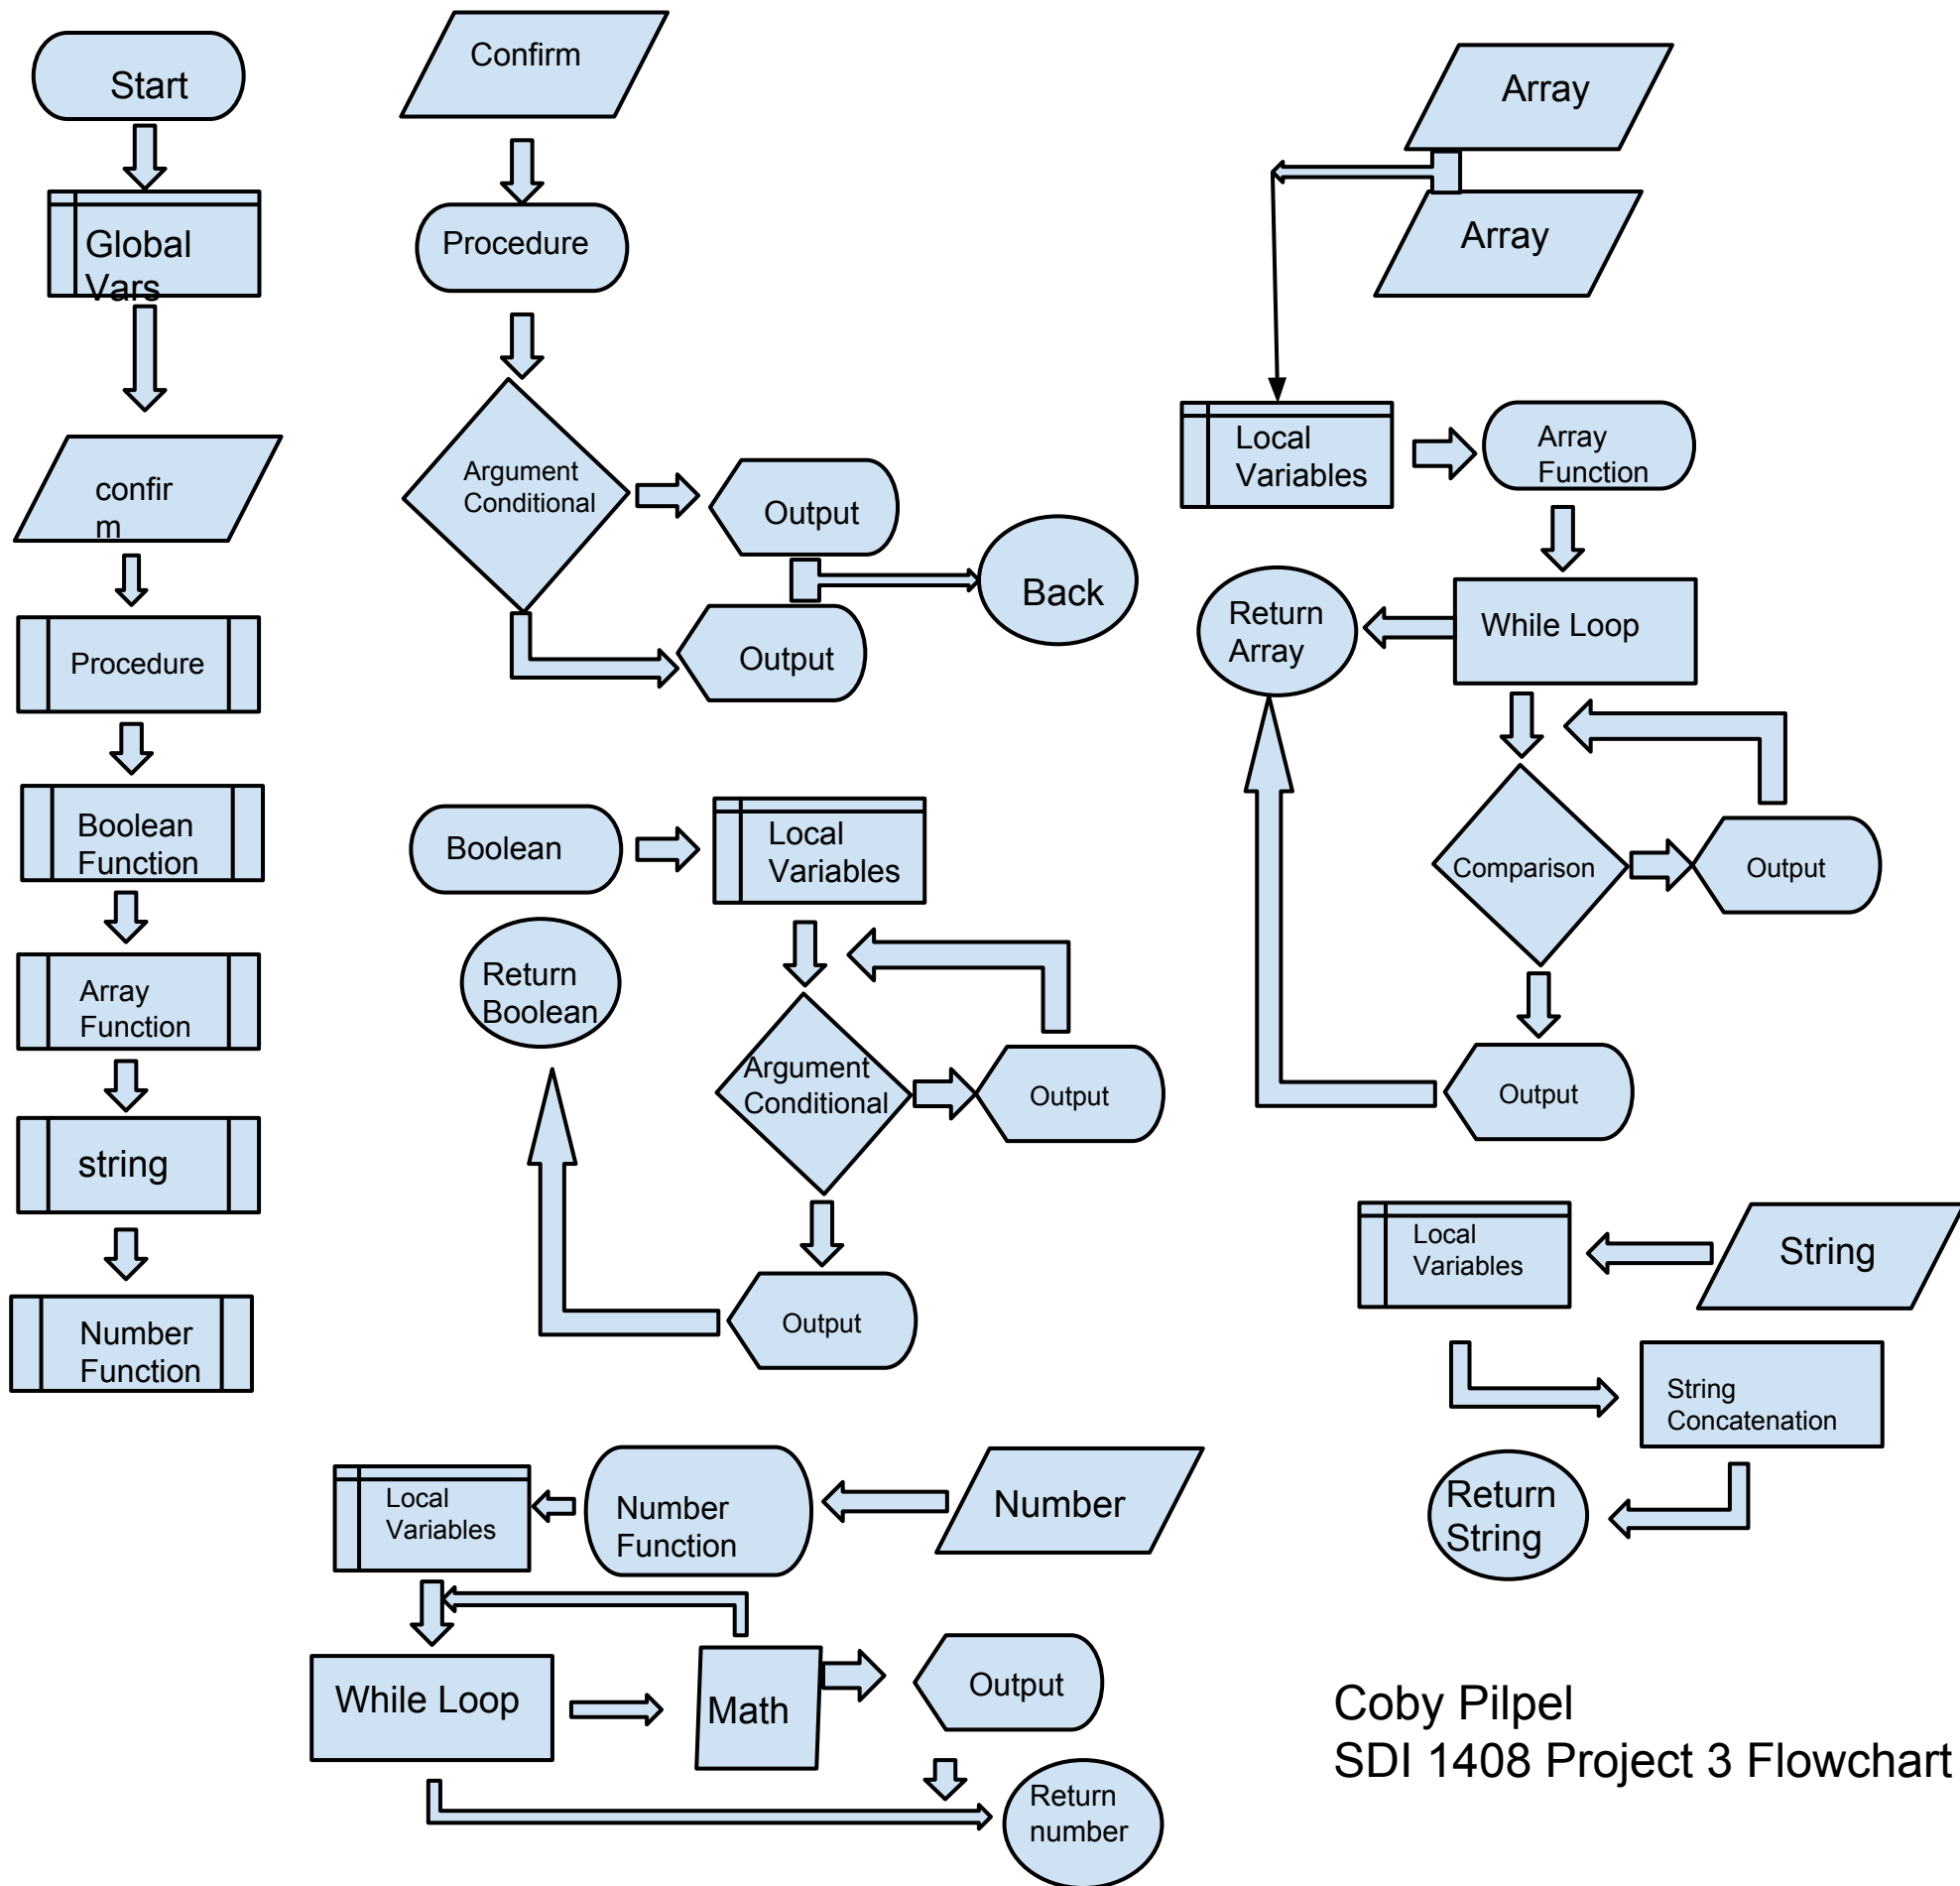 Start
Global
Vars
confir
m
Procedure
Boolean
Function
Array
Function
string
Number
Function
Confirm
Procedure
Argument
Conditional
Output
Output
Back
Boolean
Local
Variables
Return
Boolean
Argument
Conditional
Output
Output
Array
Array
Local
Variables
Array
Function
While Loop
Return
Array
Comparison
Output
Output
String
Local
Variables
String
Concatenation
Return
String
Number
Number
Function
Local
Variables
While Loop
Math
Output
Return
number
Coby Pilpel
SDI 1408 Project 3 Flowchart